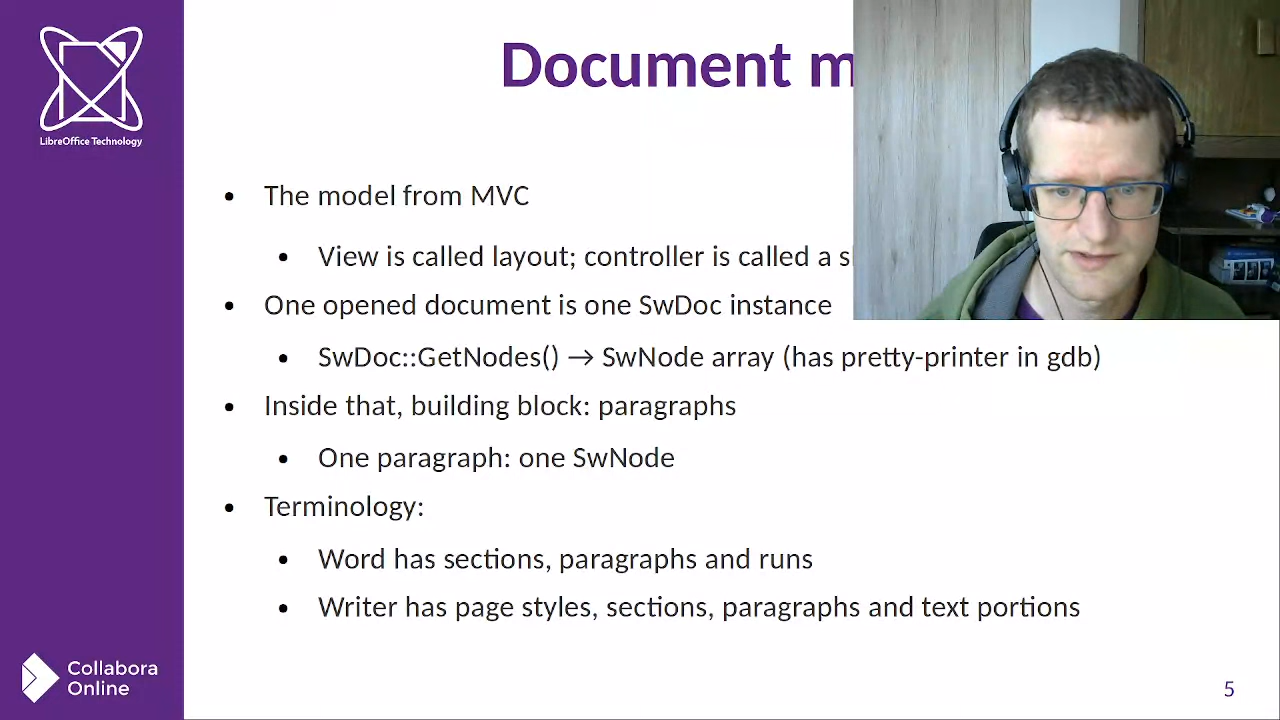 LibreOffice Technology
Document m
The model from MVC
View is called layout; controller is called a s
One opened document is one SwDoc instance
SwDoc::GetNodes() → SwNode array (has pretty-printer in gdb)
Inside that, building block: paragraphs
One paragraph: one SwNode
Terminology:
Word has sections, paragraphs and runs
Writer has page styles, sections, paragraphs and text portions
Collabora
Online
5